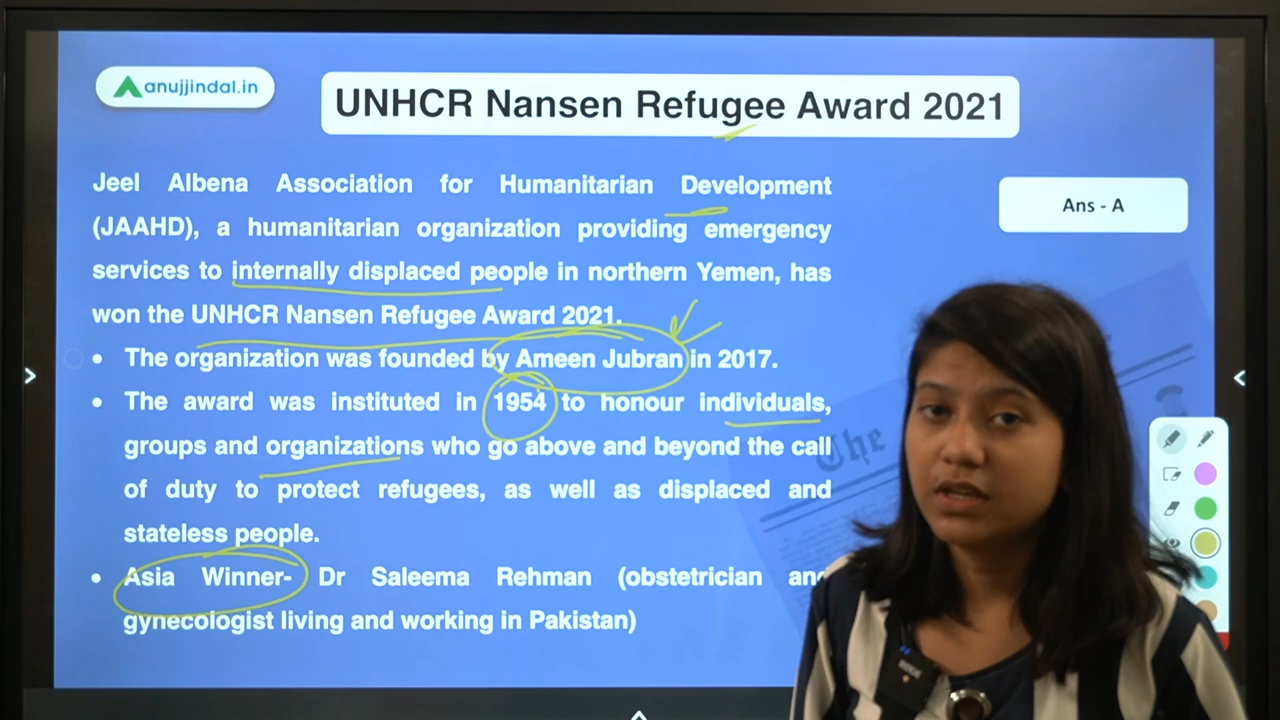 anujjindal.in
UNHCR Nansen Refugee Award 2021
Jeel Albena Association for Humanitarian Development
(JAAHD), a humanitarian organization providing emergency
services to internally displaced people in northern Yemen, has
won the UNHCR Nansen Refugee Award 2021.
• The organization was founded by Ameen Jubran in 2017.
• The award was instituted in 1954 to honour individuals,
groups and organizations who go above and beyond the call
of duty to protect refugees, as well as displaced and
stateless people.
• Asia Winner- Dr Saleema Rehman (obstetrician and
gynecologist living and working in Pakistan)
Ans - A
The